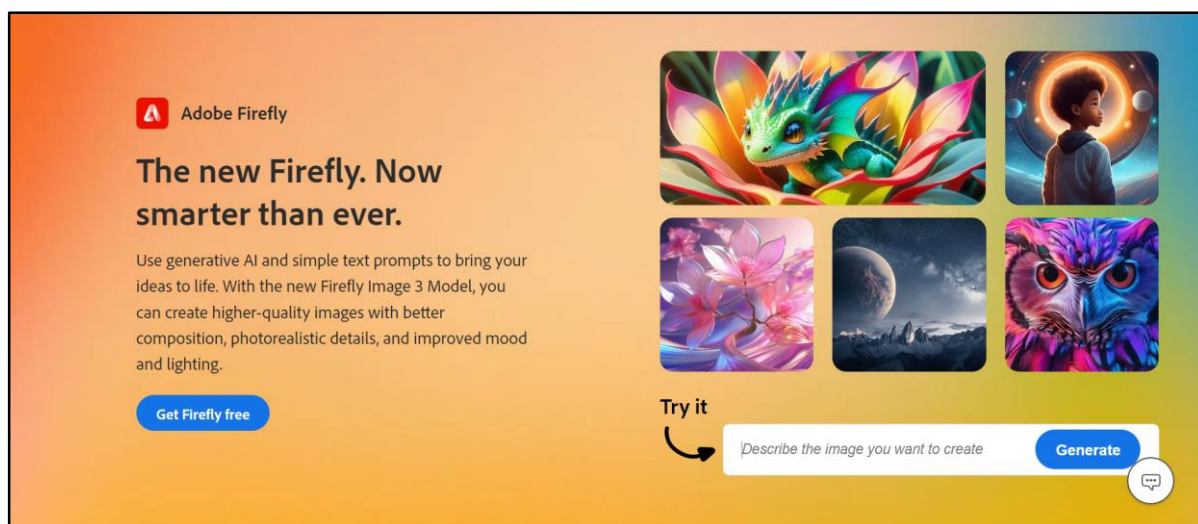 Adobe Firefly
The new Firefly. Now
smarter than ever.
Use generative AI and simple text prompts to bring your
ideas to life. With the new Firefly Image 3 Model, you
can create higher-quality images with better
composition, photorealistic details, and improved mood
and lighting.
Get Firefly free
Try it
Describe the image you want to create
Generate